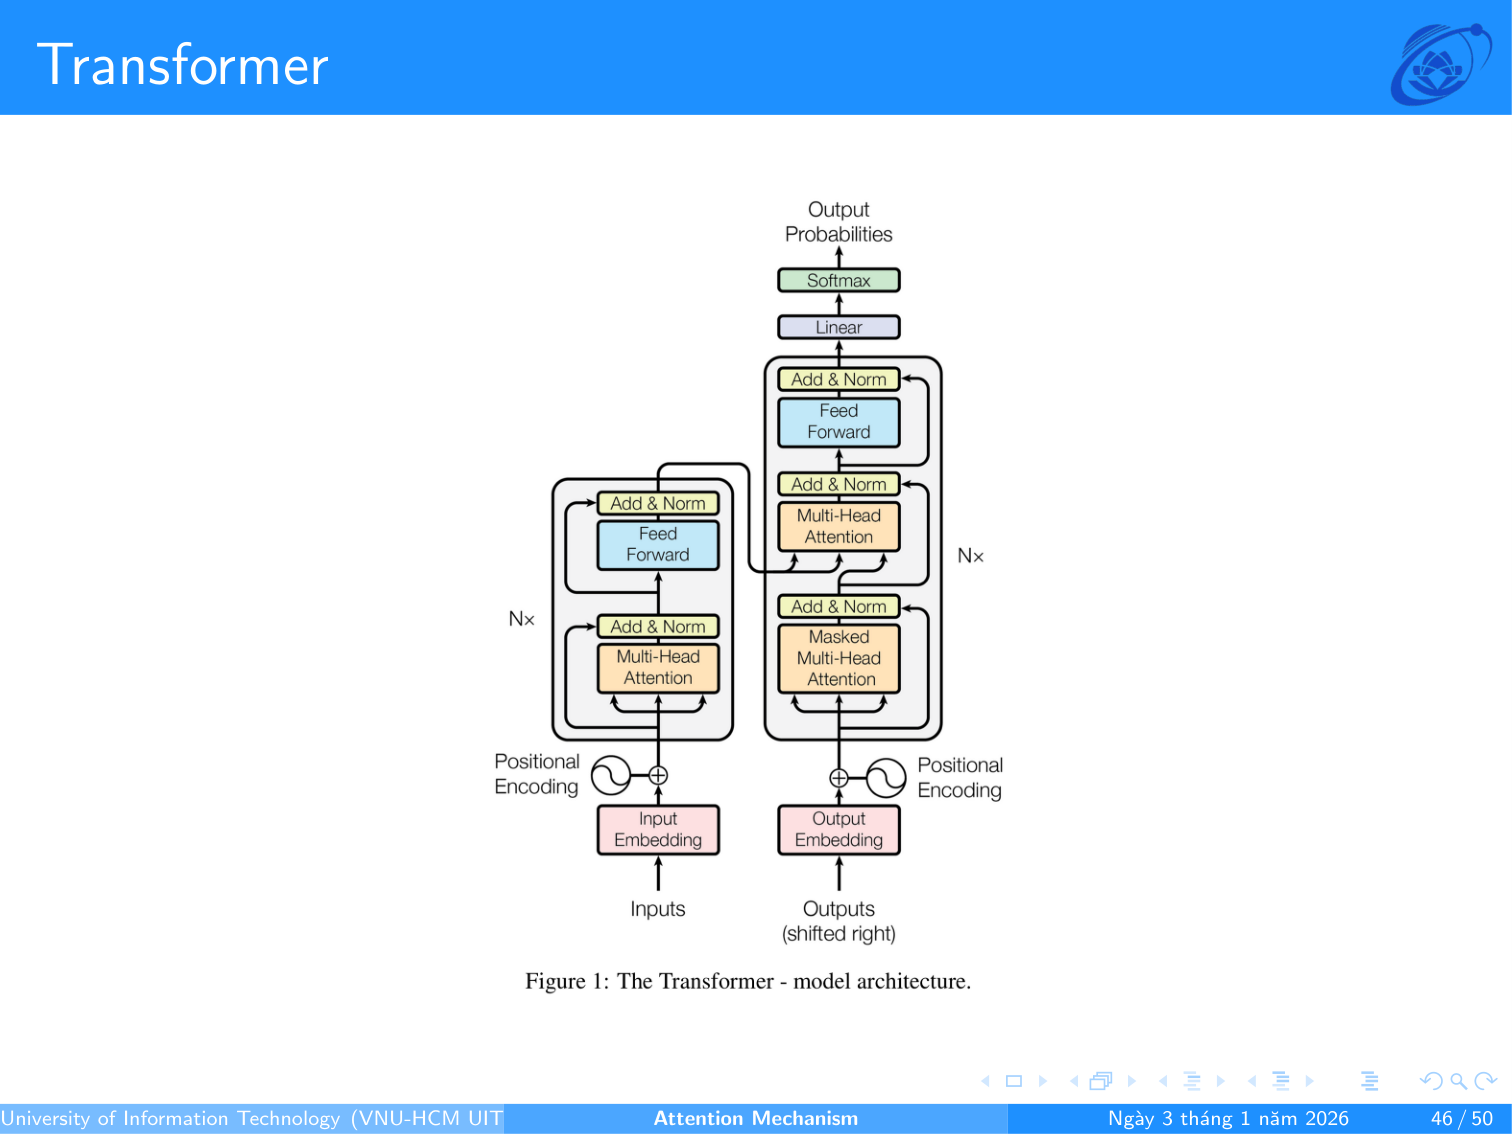 Transformer
Output
Probabilities
Softmax
Linear
Add & Norm
Feed
Forward
Add & Norm
Multi-Head
Attention
N×
Add & Norm
Masked
Multi-Head
Attention
Add & Norm
Feed
Forward
N×
Add & Norm
Multi-Head
Attention
Positional
Encoding
Positional
Encoding
Input
Embedding
Output
Embedding
Inputs
Outputs
(shifted right)
Figure 1: The Transformer - model architecture.
University of Information Technology (VNU-HCM UIT
Attention Mechanism
Ngày 3 tháng 1 năm 2026
46 / 50